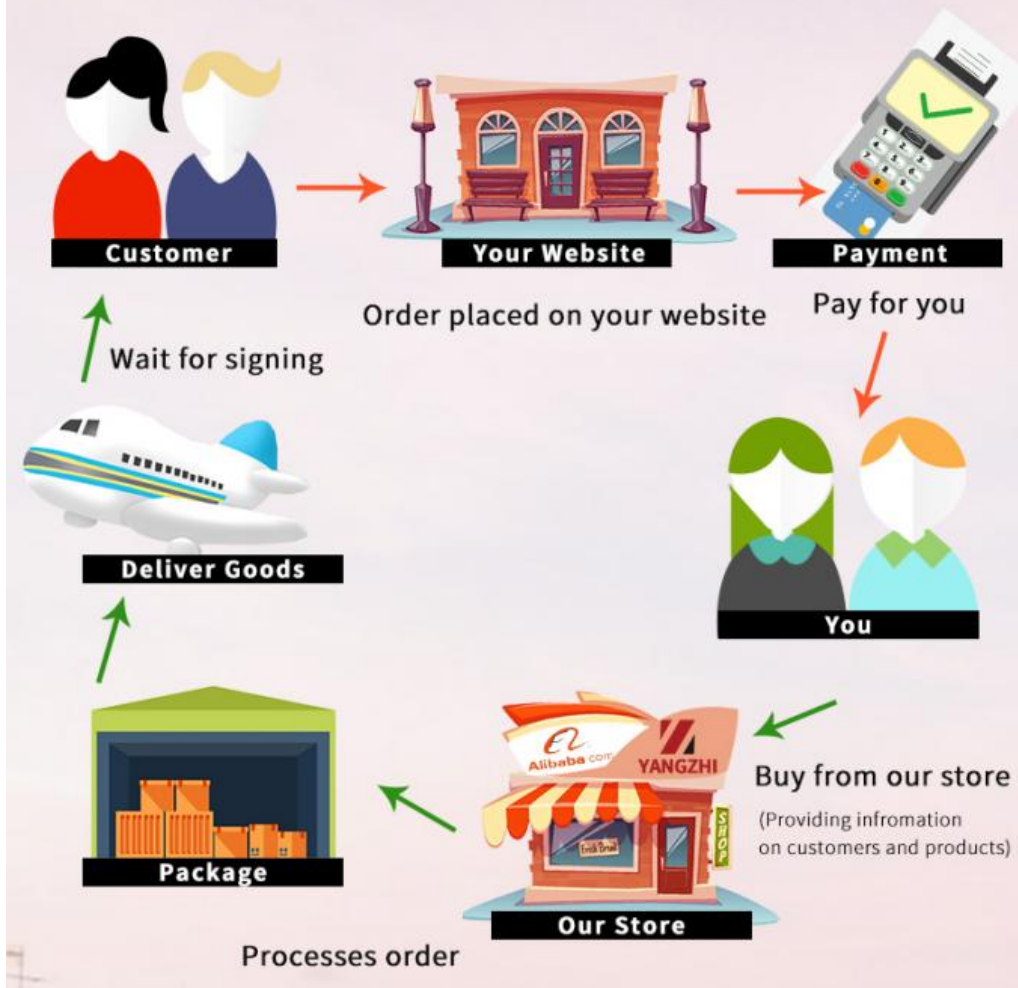 Customer
Your Website
Payment
Order placed on your website
Pay for you
Wait for signing
Deliver Goods
You
Alibaba.com
YANGZHI
SHOP
Buy from our store
(Providing infromation
on customers and products)
Package
Our Store
Processes order